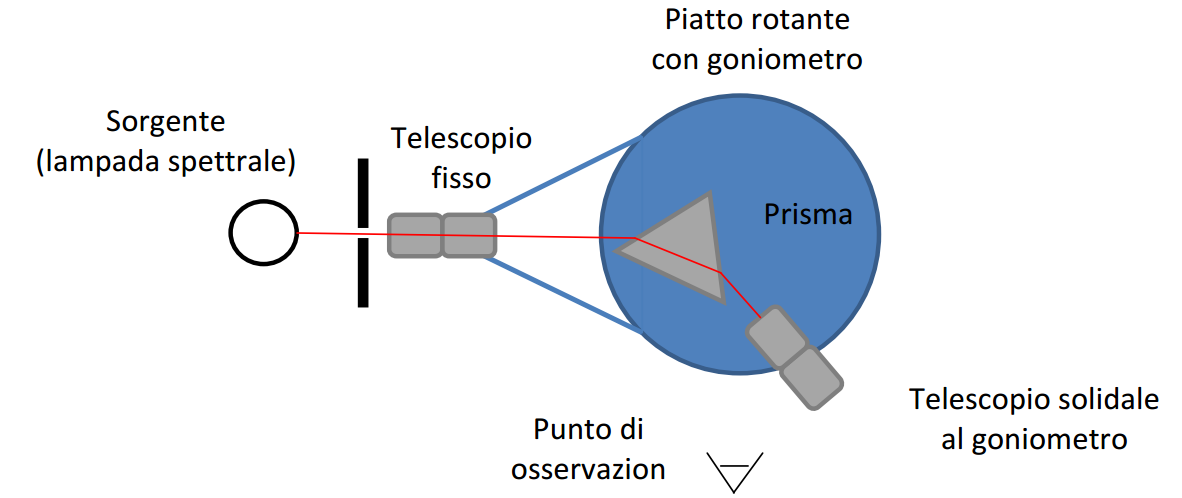 Piatto rotante
con goniometro
Sorgente
(lampada spettrale)
Telescopio
fisso
Prisma
Telescopio solidale
al goniometro
Punto di
osservazion